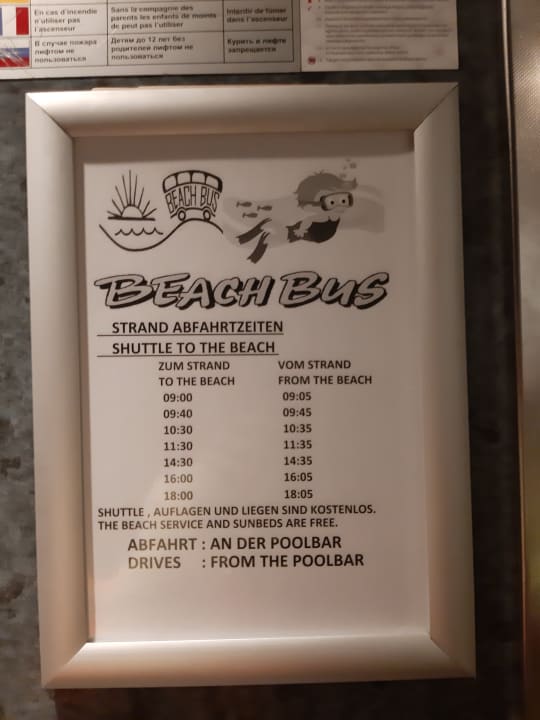 En cas d'incendie
n'utiliser pas
l'ascenseur
Sans la compagnie des
parents les enfants de moins
de peut pas l'utiliser
Interdir de fumer
dans l'ascenseur
В случае пожара
лифтом не
пользоваться
Детям до 12 лет без
родителей лифтом не
пользоваться
Курить в лифте
запрещается
BEACH BUS
BEACH BUS
STRAND ABFAHRTZEITEN
SHUTTLE TO THE BEACH
ZUM STRAND VOM STRAND
TO THE BEACH FROM THE BEACH
09:00 09:05
09:40 09:45
10:30 10:35
11:30 11:35
14:30 14:35
16:00 16:05
18:00 18:05
SHUTTLE , AUFLAGEN UND LIEGEN SIND KOSTENLOS.
THE BEACH SERVICE AND SUNBEDS ARE FREE.
ABFAHRT : AN DER POOLBAR
DRIVES : FROM THE POOLBAR